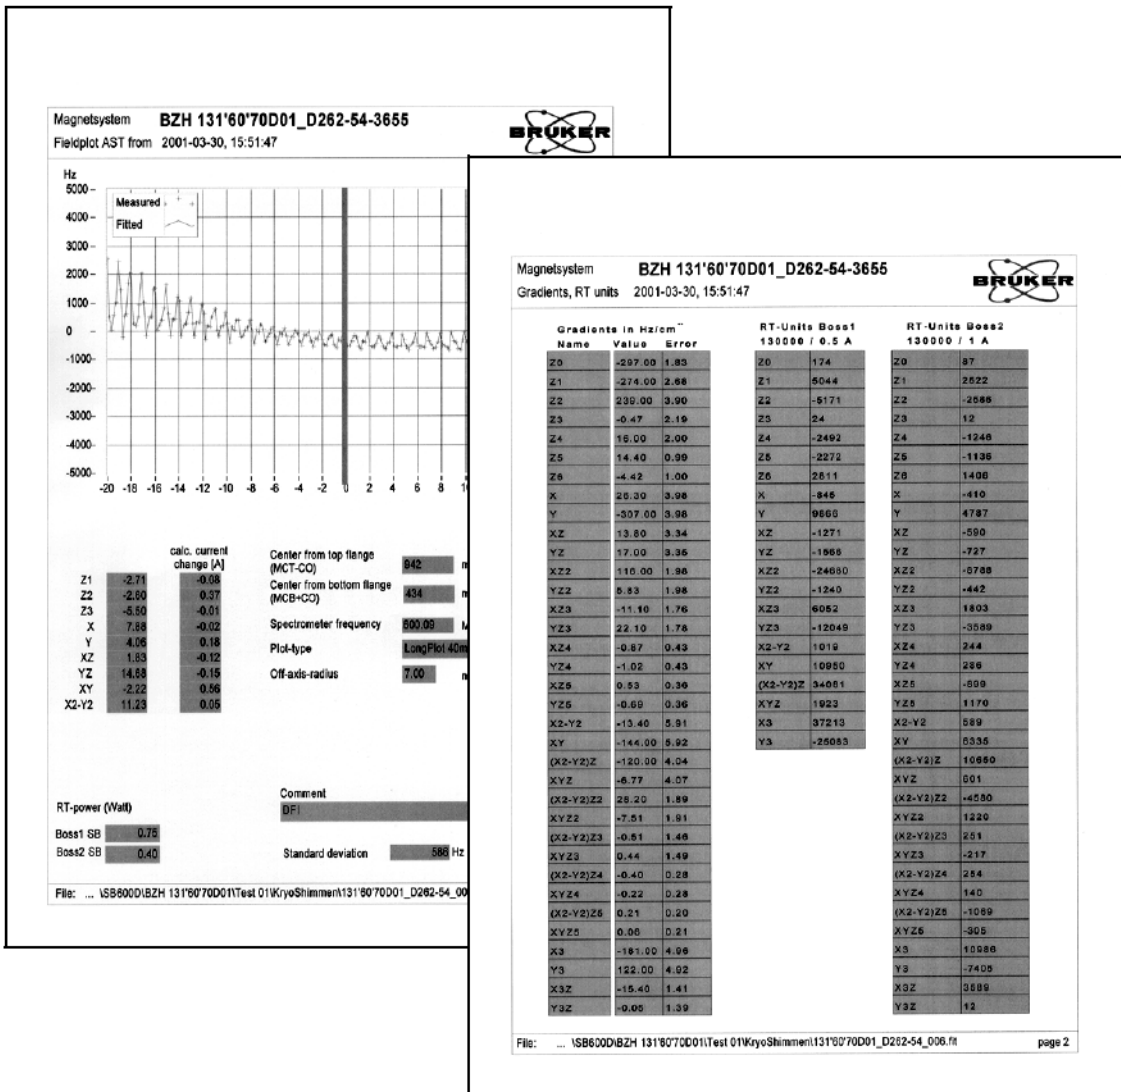 Magnetsystem BZH 131'60'70D01_D262-54-3655
Fieldplot AST from 2001-03-30, 15:51:47
BRUKER
Hz
5000
4000
3000
2000
1000
0
-1000
-2000
-3000
-4000
-5000
Measured
Fitted
-20 -18 -16 -14 -12 -10 -8 -6 -4 -2 0 2 4 6 8
calc. current
change [A]
Z1 -2.71 -0.08
Z2 -2.80 0.37
Z3 -5.50 -0.01
X 7.88 -0.02
Y 4.06 0.18
XZ 1.83 -0.12
YZ 14.68 -0.15
XY -2.22 0.56
X2-Y2 11.23 0.05
Center from top flange
(MCT-CO) 942
Center from bottom flange
(MCB+CO) 434
Spectrometer frequency 600.09
Plot-type LongPlot 40m
Off-axis-radius 7.00
RT-power (Watt)
Boss1 SB 0.75
Boss2 SB 0.40
Comment
DFI
Standard deviation 586 Hz
File: ... \SB600D\BZH 131'60'70D01\Test 01\KryoShimmen\131'60'70D01_D262-54_00
Magnetsystem BZH 131'60'70D01_D262-54-3655
Gradients, RT units 2001-03-30, 15:51:47
BRUKER
Gradients in Hz/cm
Name Value Error
Z0 -297.00 1.83
Z1 -274.00 2.68
Z2 239.00 3.90
Z3 -0.47 2.19
Z4 16.00 2.00
Z5 14.40 0.99
Z6 -4.42 1.00
X 26.30 3.98
Y -307.00 3.98
XZ 13.80 3.34
YZ 17.00 3.35
XZ2 116.00 1.98
YZ2 5.83 1.98
XZ3 -11.10 1.76
YZ3 22.10 1.78
XZ4 -0.87 0.43
YZ4 -1.02 0.43
XZ5 0.53 0.36
YZ5 -0.69 0.36
X2-Y2 -13.40 5.91
XY -144.00 5.92
(X2-Y2)Z -120.00 4.04
XYZ -6.77 4.07
(X2-Y2)Z2 28.20 1.89
XYZ2 -7.51 1.91
(X2-Y2)Z3 -0.61 1.46
XYZ3 0.44 1.49
(X2-Y2)Z4 -0.40 0.28
XYZ4 -0.22 0.28
(X2-Y2)Z5 0.21 0.20
XYZ5 0.06 0.21
X3 -181.00 4.96
Y3 122.00 4.92
X3Z -15.40 1.41
Y3Z -0.05 1.39
RT-Units Boss1
130000 / 0.5 A
Z0 174
Z1 5044
Z2 -5171
Z3 24
Z4 -2492
Z5 -2272
Z6 2811
X -845
Y 9866
XZ -1271
YZ -1566
XZ2 -24680
YZ2 -1240
XZ3 6052
YZ3 -12049
X2-Y2 1019
XY 10950
(X2-Y2)Z 34081
XYZ 1923
X3 37213
Y3 -25083
RT-Units Boss2
130000 / 1 A
Z0 87
Z1 2522
Z2 -2586
Z3 12
Z4 -1246
Z5 -1136
Z6 1406
X -410
Y 4787
XZ -590
YZ -727
XZ2 -8786
YZ2 -442
XZ3 1803
YZ3 -3589
XZ4 244
YZ4 286
XZ5 -899
YZ5 1170
X2-Y2 589
XY 6335
(X2-Y2)Z 10650
XYZ 601
(X2-Y2)Z2 -4580
XYZ2 1220
(X2-Y2)Z3 251
XYZ3 -217
(X2-Y2)Z4 254
XYZ4 140
(X2-Y2)Z5 -1069
XYZ5 -305
X3 10986
Y3 -7405
X3Z 3589
Y3Z 12
File: ... \SB600D\BZH 131'60'70D01\Test 01\KryoShimmen\131'60'70D01_D262-54_006.fit page 2